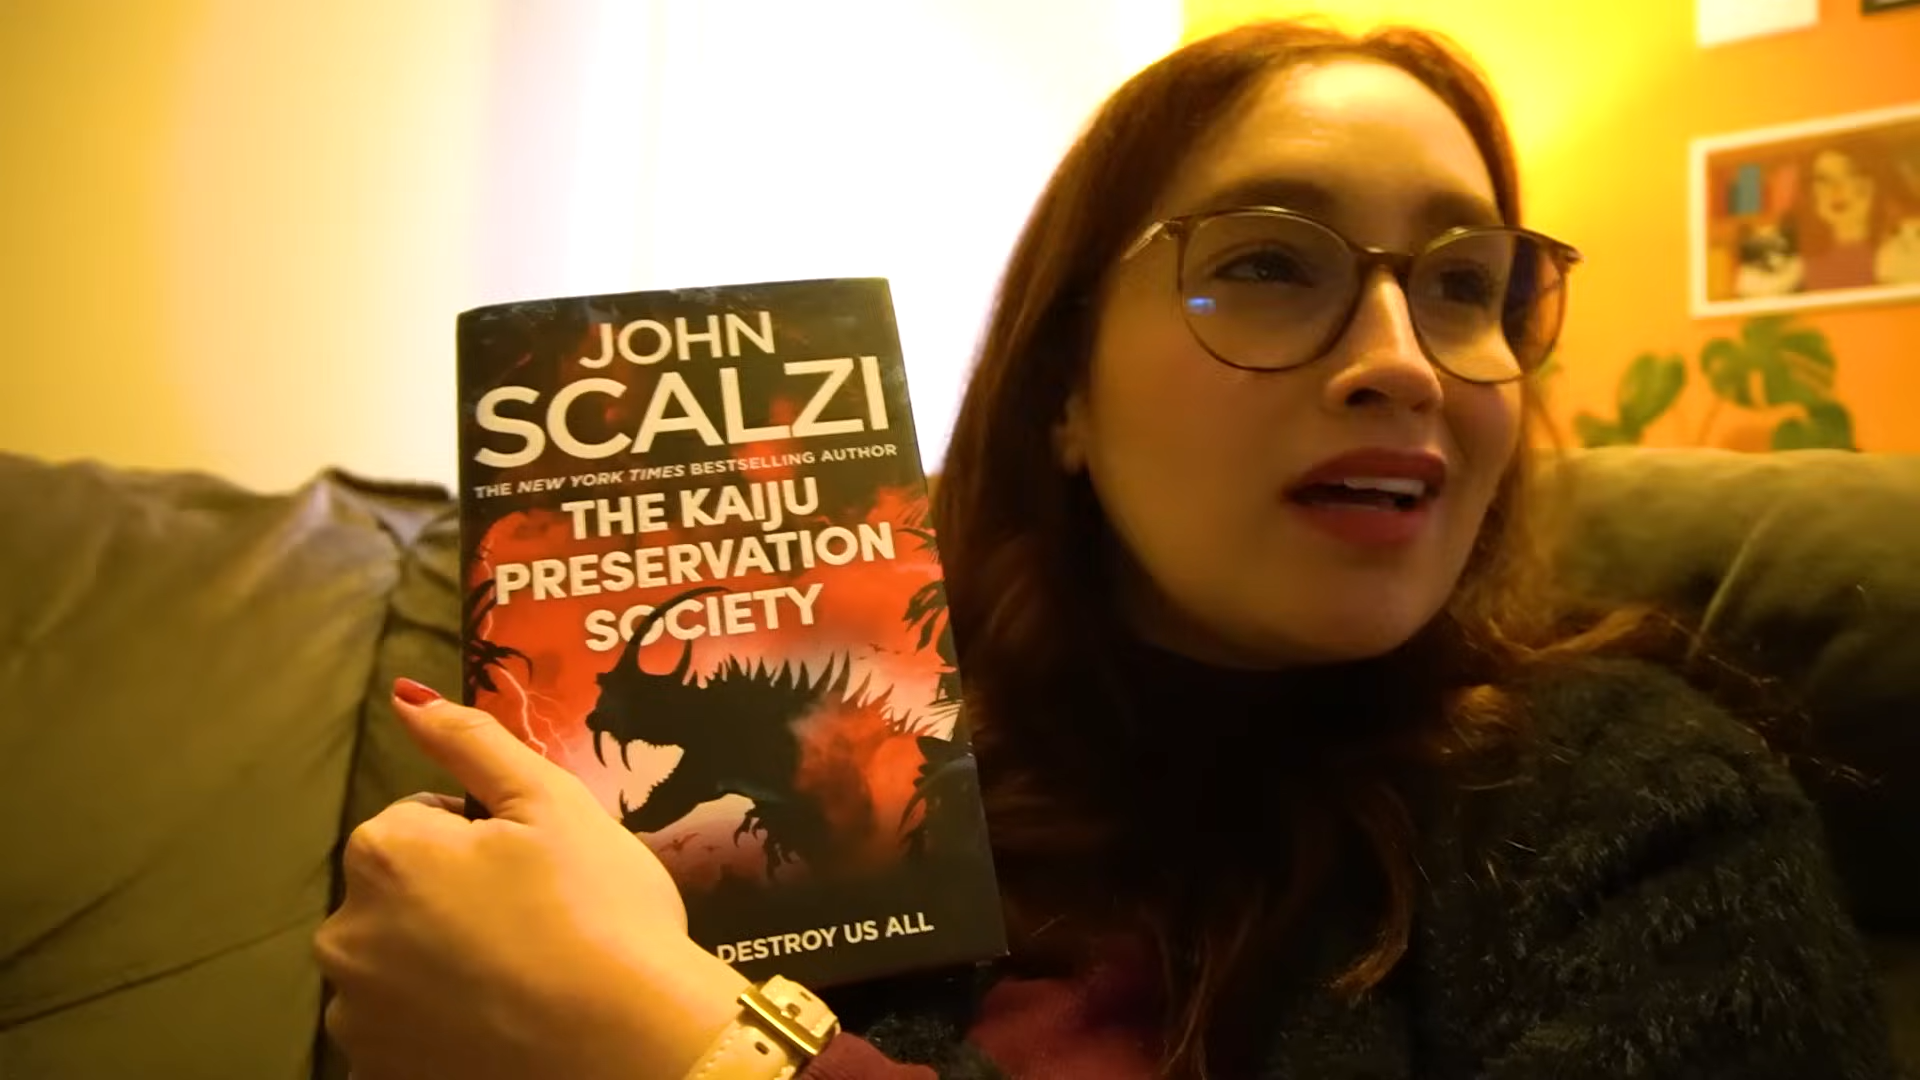 JOHN
SCALZI
THE NEW YORK TIMES BESTSELLING AUTHOR
THE KAIJU
PRESERVATION
SOCIETY
DESTROY US ALL